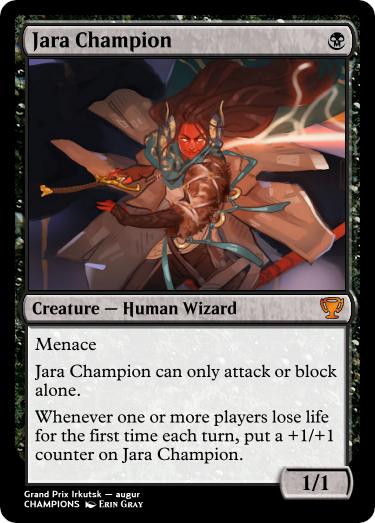 Jara Champion
Creature — Human Wizard
Menace
Jara Champion can only attack or block
alone.
Whenever one or more players lose life
for the first time each turn, put a +1/+1
counter on Jara Champion.
1/1
Grand Prix Irkutsk — augur
CHAMPIONS Erin Gray